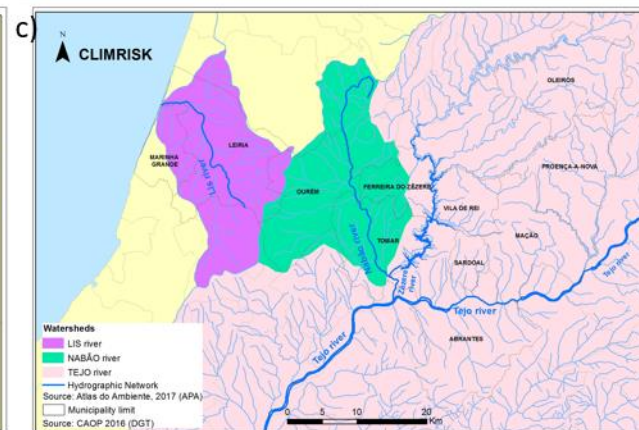 c)
N
CLIMRISK
OLEIROS
LEIRIA
MARINHA
GRANDE
Lis river
PROENÇA-A-NOVA
OURÉM
FERREIRA DO ZÊZERE
VILA DE REI
MAÇÃO
Nabão river
TOMAR
SARDOAL
Zêzere
river
Tejo river
Tejo river
Tejo river
ABRANTES
Watersheds
LIS river
NABÃO river
TEJO river
Hydrographic Network
Source: Atlas do Ambiente, 2017 (APA)
Municipality limit
Source: CAOP 2016 (DGT)
0 5 10 20
Km